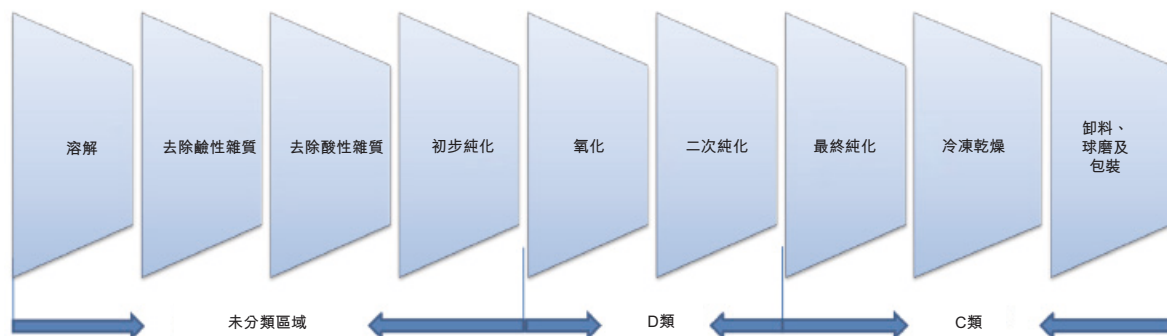 溶解
去除鹼性雜質
去除酸性雜質
初步純化
氧化
二次純化
最終純化
冷凍乾燥
卸料、
球磨及
包裝
未分類區域
D類
C類